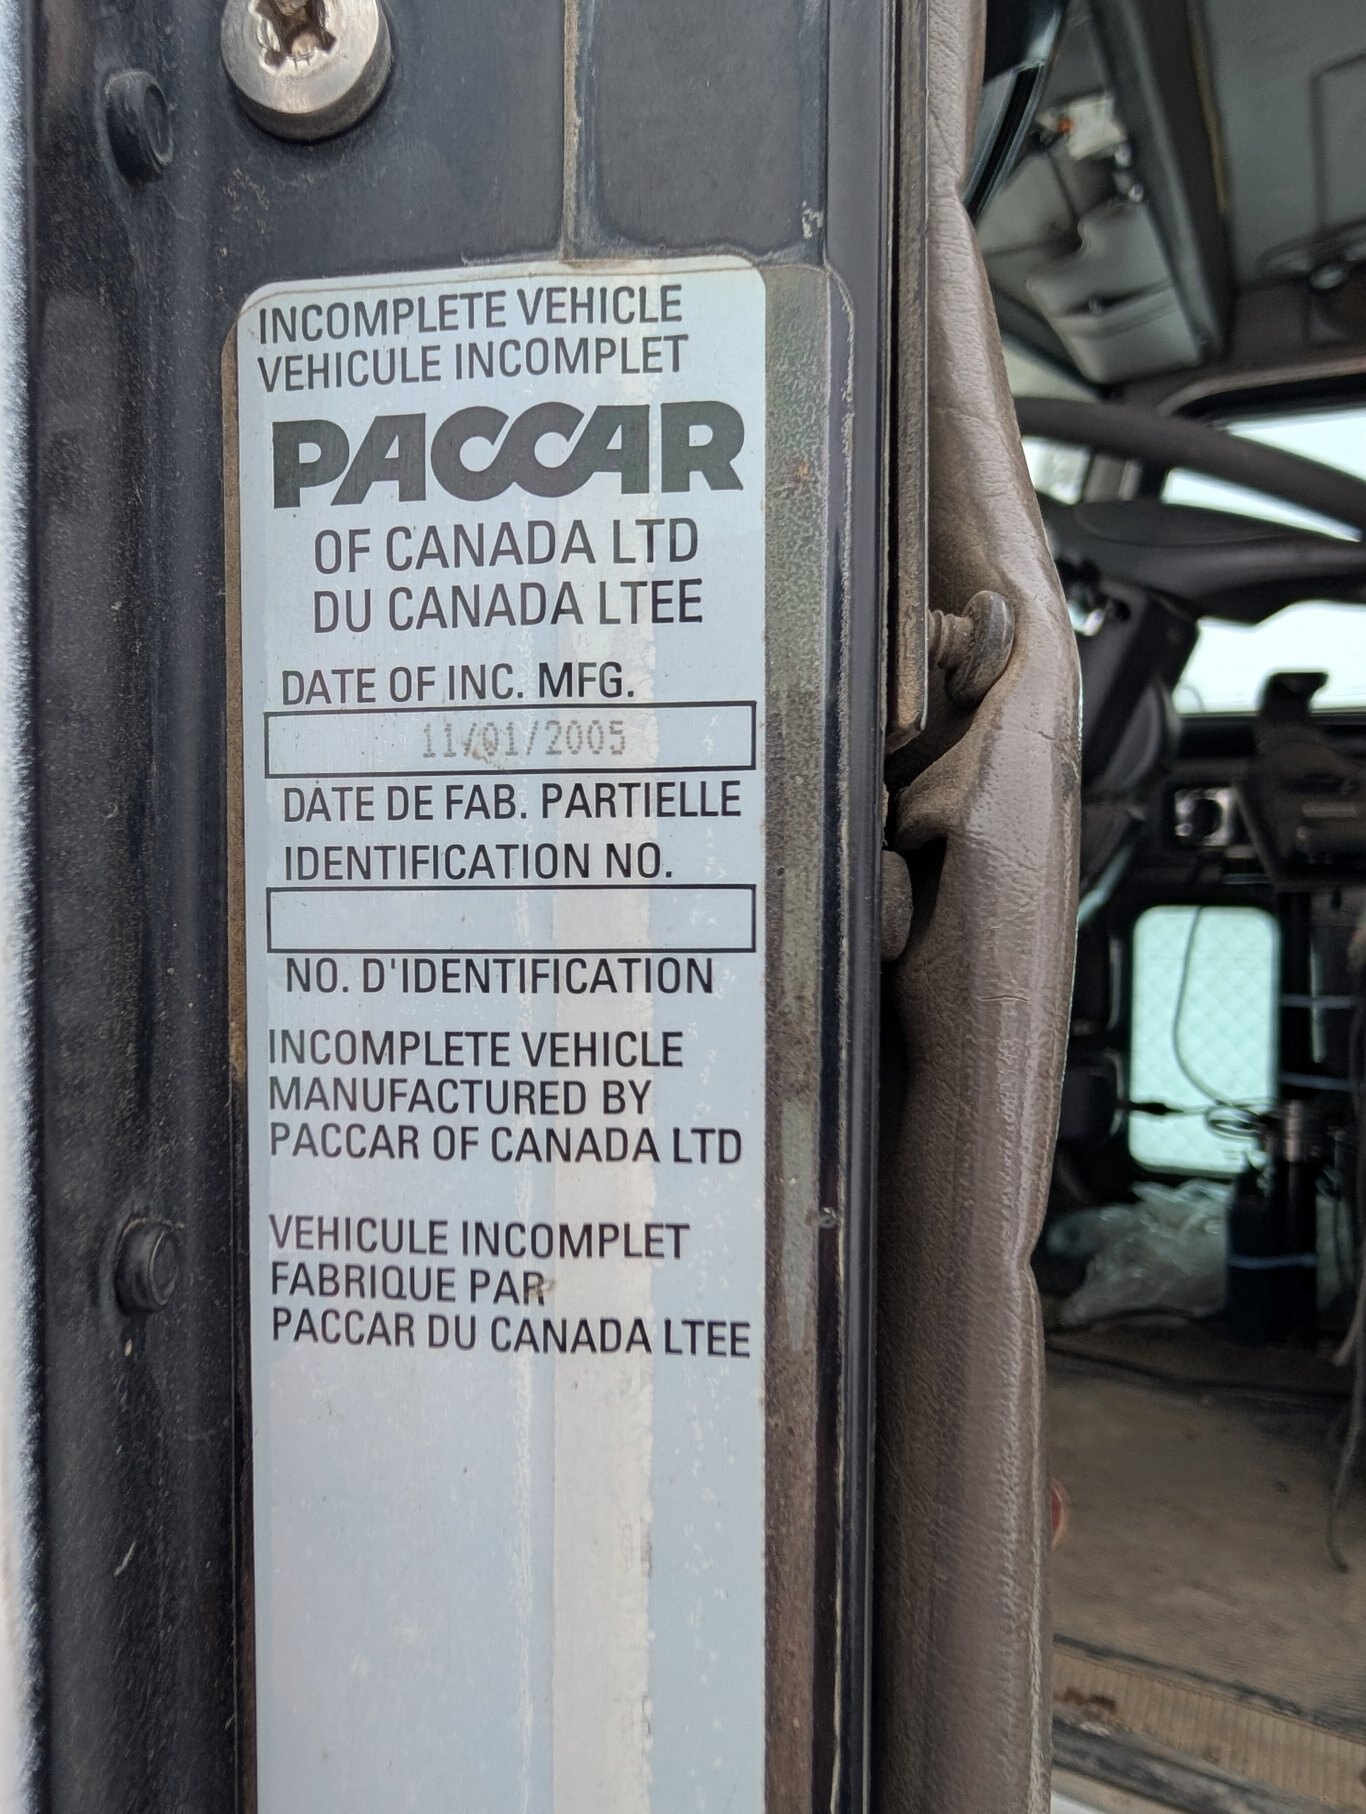 INCOMPLETE VEHICLE
VEHICULE INCOMPLET
PACCAR
OF CANADA LTD
DU CANADA LTEE
DATE OF INC. MFG.
11/01/2005
DATE DE FAB. PARTIELLE
IDENTIFICATION NO.
NO. D'IDENTIFICATION
INCOMPLETE VEHICLE
MANUFACTURED BY
PACCAR OF CANADA LTD
VEHICULE INCOMPLET
FABRIQUE PAR
PACCAR DU CANADA LTEE